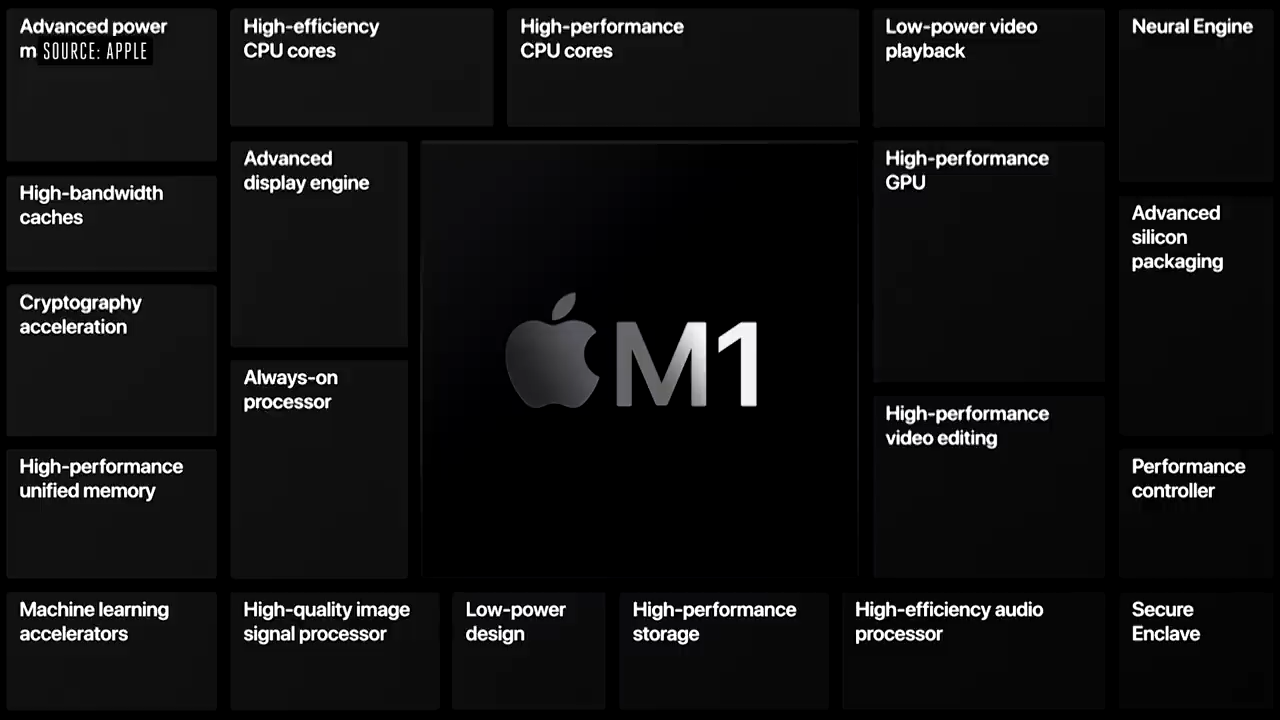 Advanced power
m
SOURCE: APPLE
High-efficiency
CPU cores
High-performance
CPU cores
Low-power video
playback
Neural Engine
High-bandwidth
caches
Advanced
display engine
M1
High-performance
GPU
Advanced
silicon
packaging
Cryptography
acceleration
Always-on
processor
High-performance
video editing
High-performance
unified memory
Performance
controller
Machine learning
accelerators
High-quality image
signal processor
Low-power
design
High-performance
storage
High-efficiency audio
processor
Secure
Enclave